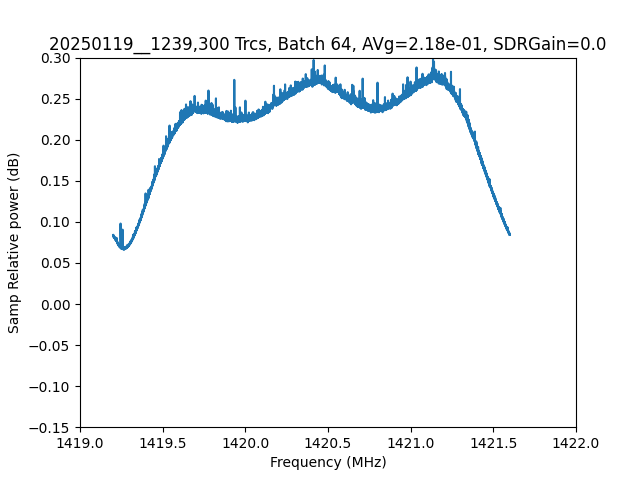 20250119__1239,300 Trcs, Batch 64, AVg=2.18e-01, SDRGain=0.0
0.30
0.25
0.20
0.15
0.10
0.05
0.00
−0.05
−0.10
−0.15
Samp Relative power (dB)
1419.0 1419.5 1420.0 1420.5 1421.0 1421.5 1422.0
Frequency (MHz)